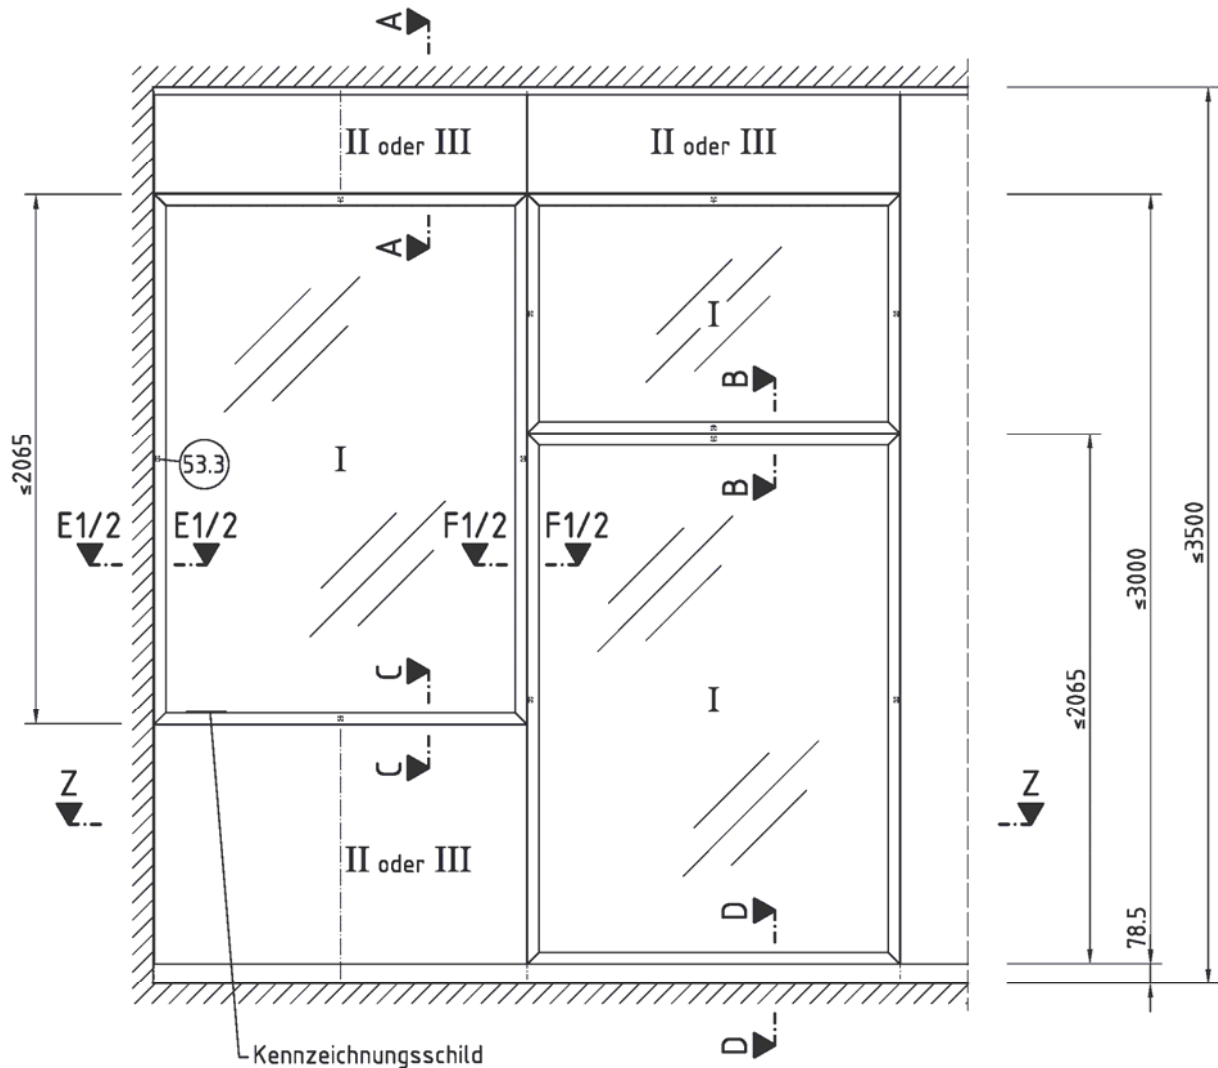 A
II oder III
II oder III
A
I
B
≤2065
I
53.3
B
E1/2
E1/2
F1/2
F1/2
≤3500
≤3000
C
I
≤2065
C
Z
Z
II oder III
D
78.5
D
Kennzeichnungsschild